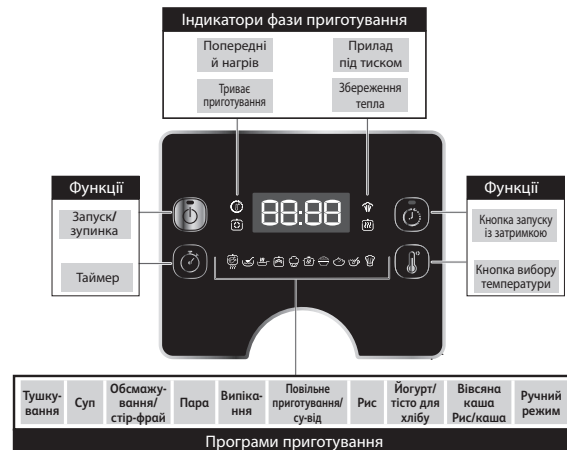 Індикатори фази приготування
Попередні
й нагрів
Прилад
під тиском
Триває
приготування
Збереження
тепла
Функції
Запуск/
зупинка
Таймер
88:88
Функції
Кнопка запуску
із затримкою
Кнопка вибору
температури
Тушку-
вання
Суп
Обсмажу-
вання/
стір-фрай
Пара
Випіка-
ння
Повільне
приготування/
су-від
Рис
Йогурт/
тісто для
хлібу
Вівсяна
каша
Рис/каша
Ручний
режим
Програми приготування